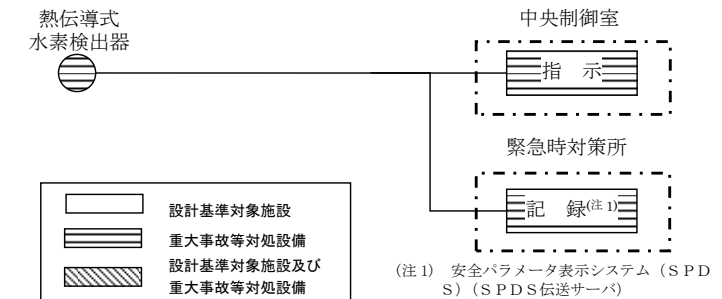 熱伝導式
水素検出器
中央制御室
指　示
緊急時対策所
記　録(注1)
設計基準対象施設
重大事故等対処設備
設計基準対象施設及び
重大事故等対処設備
(注1)　安全パラメータ表示システム（ＳＰＤ
Ｓ）（ＳＰＤＳ伝送サーバ）